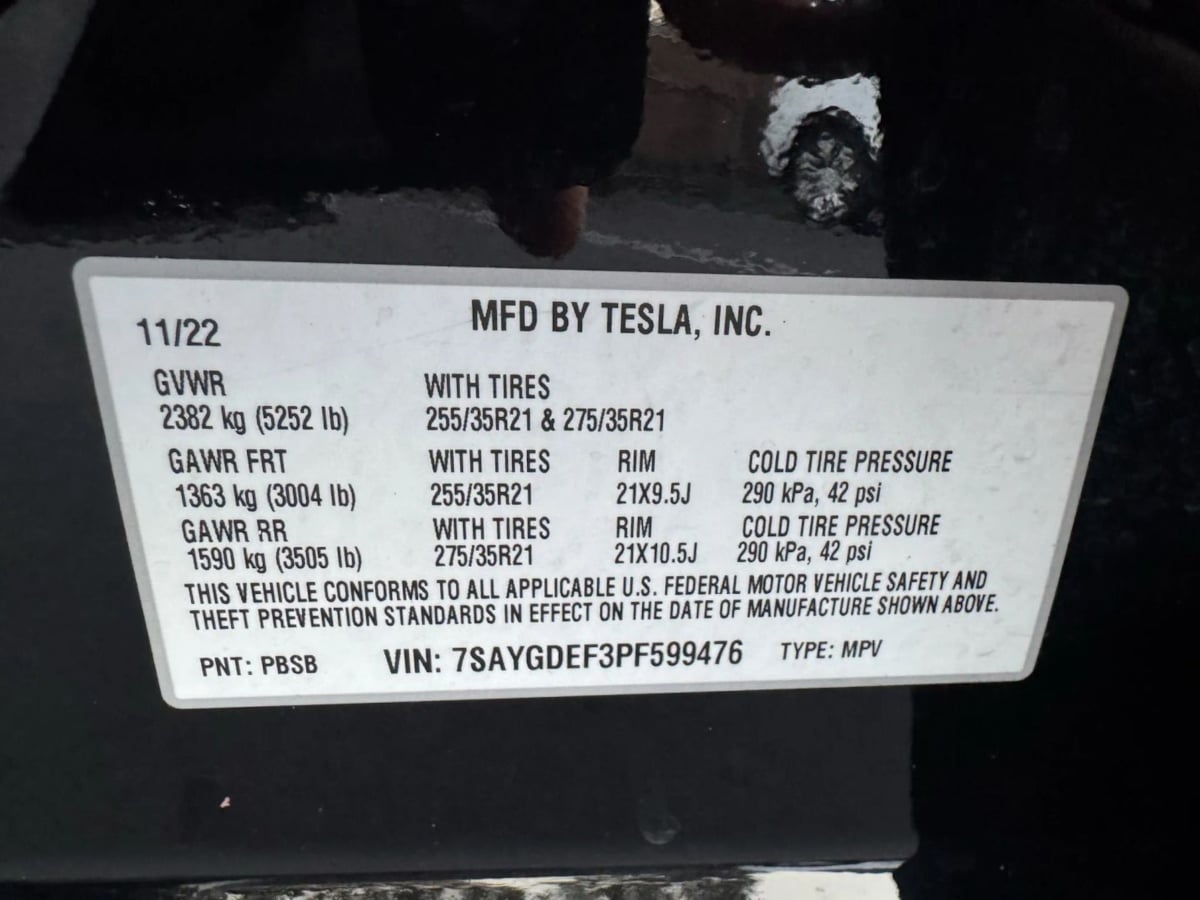 MFD BY TESLA, INC.
11/22
GVWR WITH TIRES
2382 kg (5252 lb) 255/35R21 & 275/35R21
GAWR FRT WITH TIRES RIM COLD TIRE PRESSURE
1363 kg (3004 lb) 255/35R21 21X9.5J 290 kPa, 42 psi
GAWR RR WITH TIRES RIM COLD TIRE PRESSURE
1590 kg (3505 lb) 275/35R21 21X10.5J 290 kPa, 42 psi
THIS VEHICLE CONFORMS TO ALL APPLICABLE U.S. FEDERAL MOTOR VEHICLE SAFETY AND
THEFT PREVENTION STANDARDS IN EFFECT ON THE DATE OF MANUFACTURE SHOWN ABOVE.
PNT: PBSB VIN: 7SAYGDEF3PF599476 TYPE: MPV